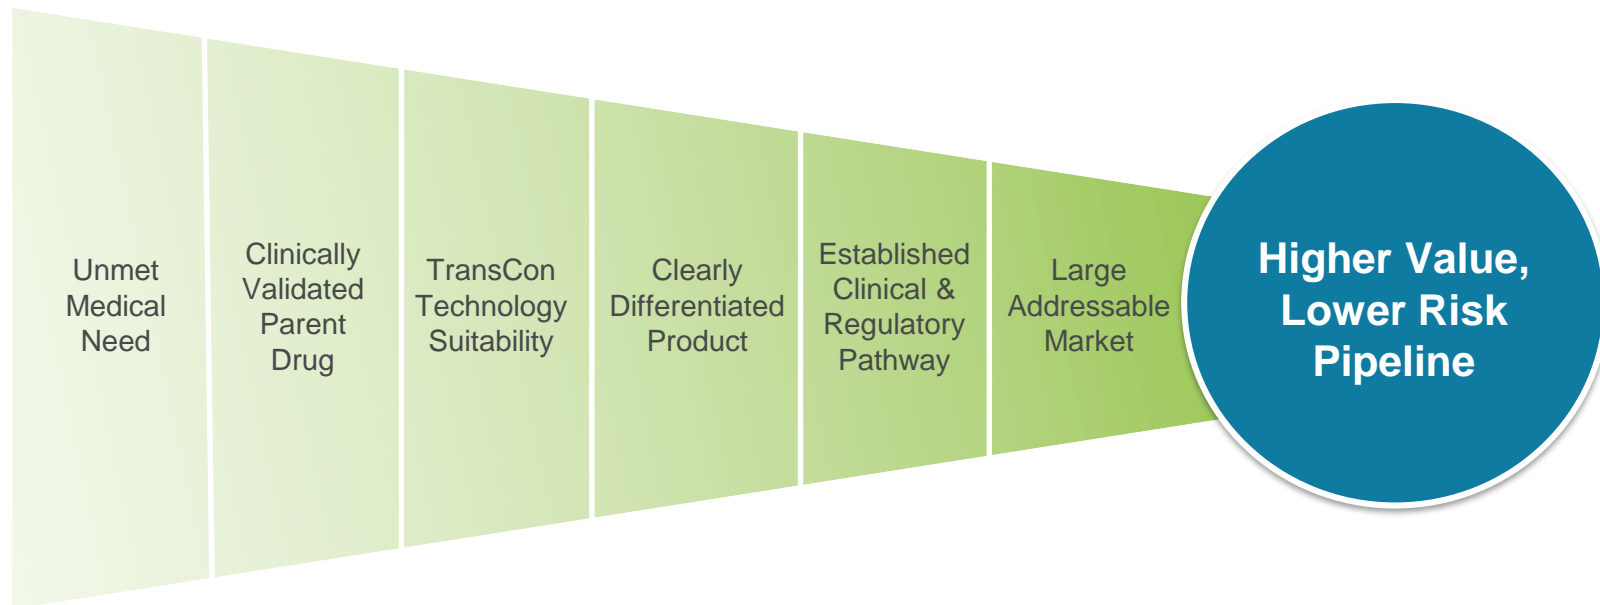 Unmet
Medical
Need
Clinically
Validated
Parent
Drug
TransCon
Technology
Suitability
Clearly
Differentiated
Product
Established
Clinical &
Regulatory
Pathway
Large
Addressable
Market
Higher Value,
Lower Risk
Pipeline